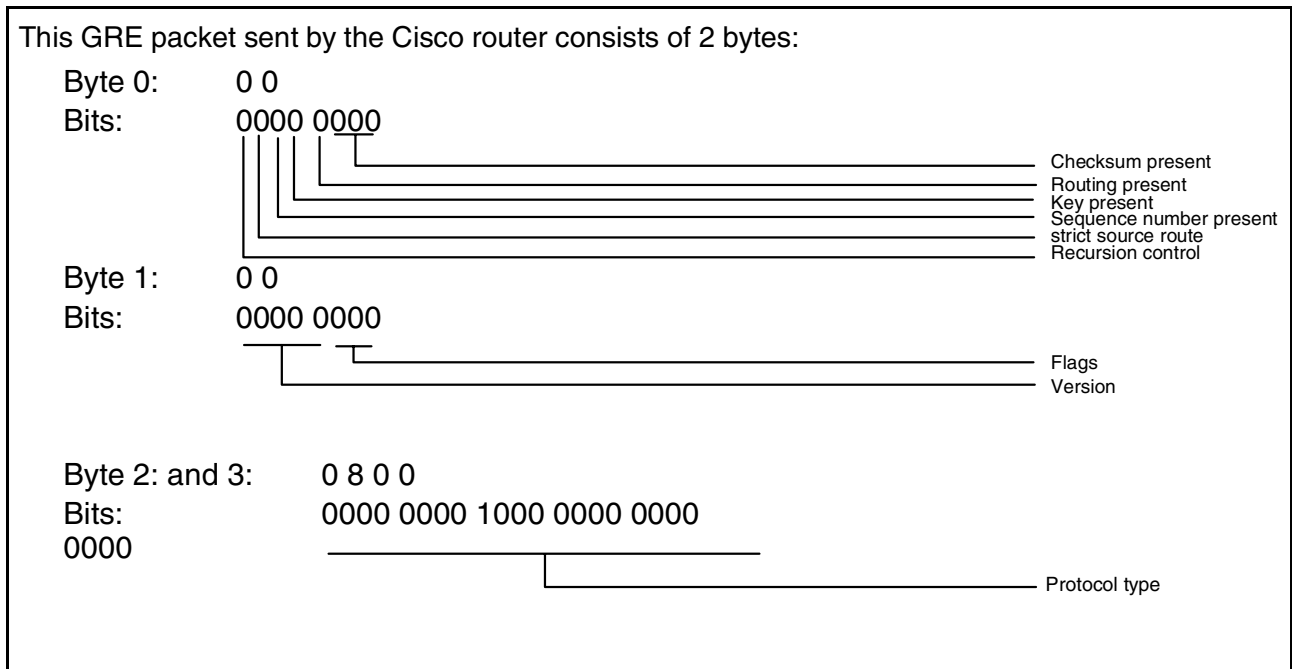 This GRE packet sent by the Cisco router consists of 2 bytes:
Byte 0: 0 0
Bits: 0000 0000
Checksum present
Routing present
Key present
Sequence number present
strict source route
Recursion control
Byte 1: 0 0
Bits: 0000 0000
Flags
Version
Byte 2: and 3: 0 8 0 0
Bits: 0000 0000 1000 0000 0000
0000
Protocol type